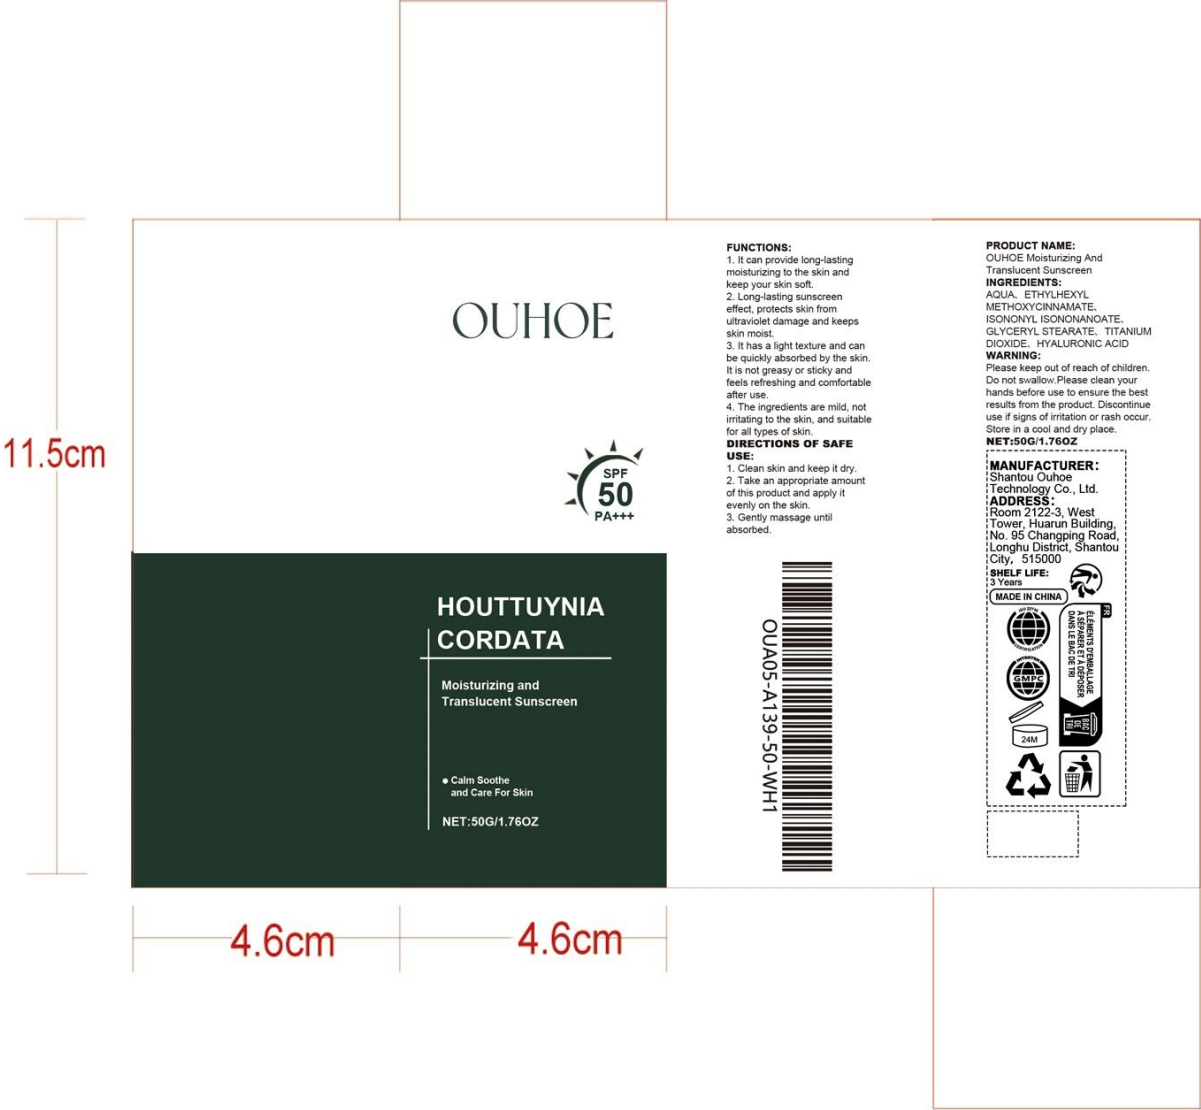 OUHOE
SPF
50
PA+++
HOUTTUYNIA
CORDATA
Moisturizing and
Translucent Sunscreen
● Calm Soothe
and Care For Skin
NET:50G/1.76OZ
11.5cm
4.6cm
4.6cm
FUNCTIONS:
1. It can provide long-lasting
moisturizing to the skin and
keep your skin soft.
2. Long-lasting sunscreen
effect, protects skin from
ultraviolet damage and keeps
skin moist.
3. It has a light texture and can
be quickly absorbed by the skin.
It is not greasy or sticky and
feels refreshing and comfortable
after use.
4. The ingredients are mild, not
irritating to the skin, and suitable
for all types of skin.
DIRECTIONS OF SAFE
USE:
1. Clean skin and keep it dry.
2. Take an appropriate amount
of this product and apply it
evenly on the skin.
3. Gently massage until
absorbed.
OUA05-A139-50-WH1
PRODUCT NAME:
OUHOE Moisturizing And
Translucent Sunscreen
INGREDIENTS:
AQUA、ETHYLHEXYL
METHOXYCINNAMATE、
ISONONYL ISONONANOATE、
GLYCERYL STEARATE、TITANIUM
DIOXIDE、HYALURONIC ACID
WARNING:
Please keep out of reach of children.
Do not swallow.Please clean your
hands before use to ensure the best
results from the product. Discontinue
use if signs of irritation or rash occur.
Store in a cool and dry place.
NET:50G/1.76OZ
MANUFACTURER：
Shantou Ouhoe
Technology Co., Ltd.
ADDRESS：
Room 2122-3, West
Tower, Huarun Building,
No. 95 Changping Road,
Longhu District, Shantou
City，515000
SHELF LIFE:
3 Years
MADE IN CHINA
FR
ÉLÉMENTS D'EMBALLAGE
À SÉPARER ET À DÉPOSER
DANS LE BAC DE TRI
BAC
DE
TRI
ISO 22716
CERTIFICATION
GMPC
24M